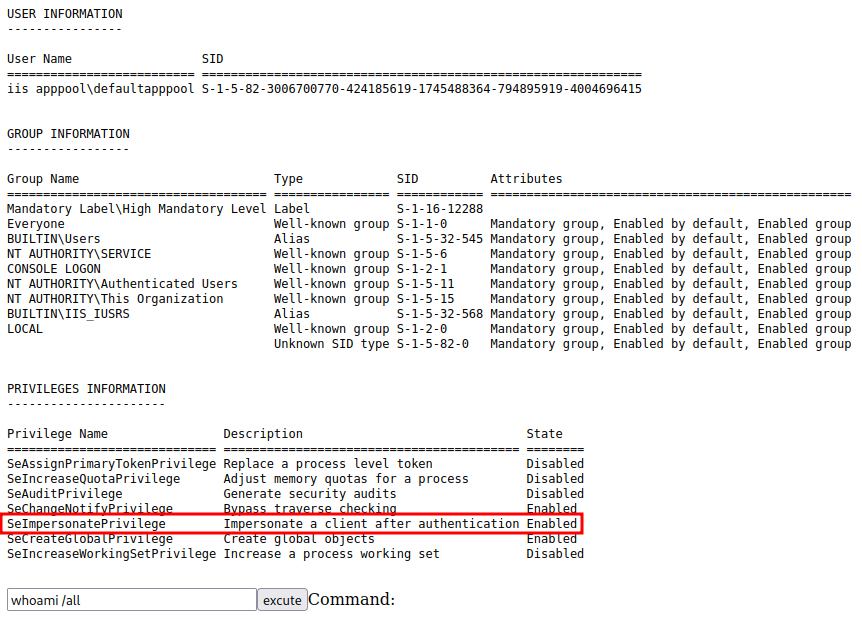 USER INFORMATION
----------------
User Name                  SID
========================== =============================================================
iis apppool\defaultapppool S-1-5-82-3006700770-424185619-1745488364-794895919-4004696415
GROUP INFORMATION
-----------------
Group Name                           Type             SID          Attributes
==================================== ================ ============ ==================================================
Mandatory Label\High Mandatory Level Label            S-1-16-12288
Everyone                             Well-known group S-1-1-0      Mandatory group, Enabled by default, Enabled group
BUILTIN\Users                        Alias            S-1-5-32-545 Mandatory group, Enabled by default, Enabled group
NT AUTHORITY\SERVICE                 Well-known group S-1-5-6      Mandatory group, Enabled by default, Enabled group
CONSOLE LOGON                        Well-known group S-1-2-1      Mandatory group, Enabled by default, Enabled group
NT AUTHORITY\Authenticated Users     Well-known group S-1-5-11     Mandatory group, Enabled by default, Enabled group
NT AUTHORITY\This Organization       Well-known group S-1-5-15     Mandatory group, Enabled by default, Enabled group
BUILTIN\IIS_IUSRS                    Alias            S-1-5-32-568 Mandatory group, Enabled by default, Enabled group
LOCAL                                Well-known group S-1-2-0      Mandatory group, Enabled by default, Enabled group
                                     Unknown SID type S-1-5-82-0   Mandatory group, Enabled by default, Enabled group
PRIVILEGES INFORMATION
----------------------
Privilege Name                Description                               State
============================= ========================================= ========
SeAssignPrimaryTokenPrivilege Replace a process level token             Disabled
SeIncreaseQuotaPrivilege      Adjust memory quotas for a process        Disabled
SeAuditPrivilege              Generate security audits                  Disabled
SeChangeNotifyPrivilege       Bypass traverse checking                  Enabled
SeImpersonatePrivilege        Impersonate a client after authentication Enabled
SeCreateGlobalPrivilege       Create global objects                     Enabled
SeIncreaseWorkingSetPrivilege Increase a process working set            Disabled
whoami /all excute Command: